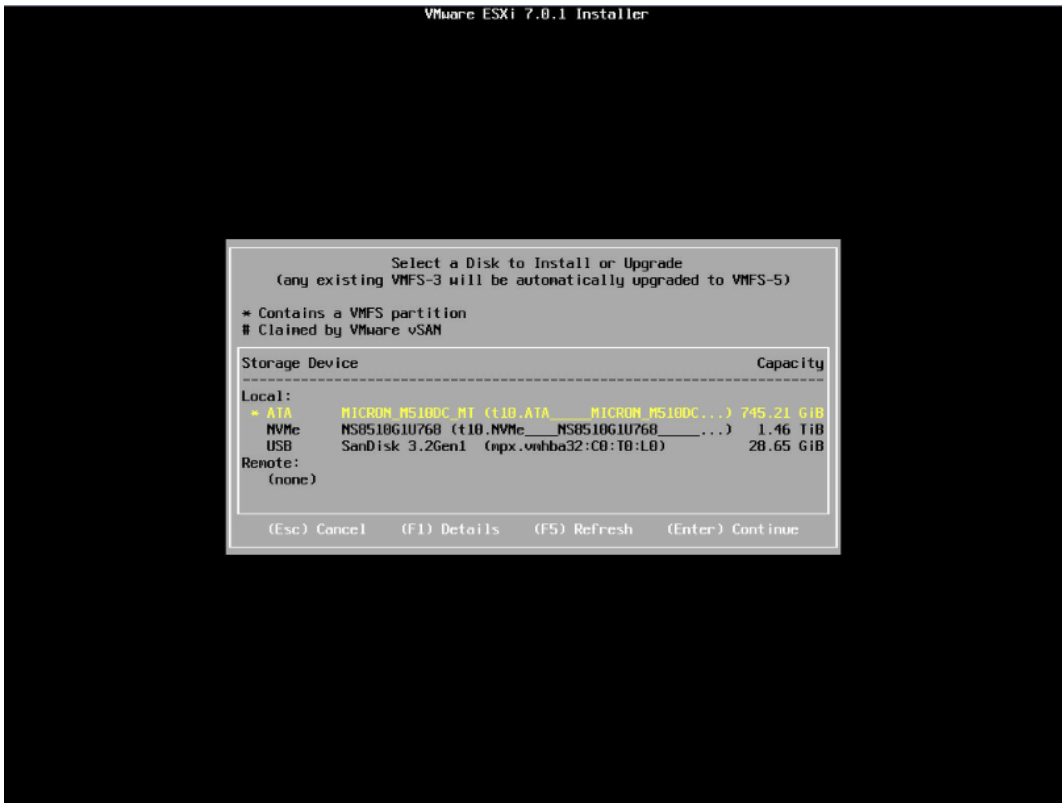 VMware ESXi 7.0.1 Installer
Select a Disk to Install or Upgrade
(any existing VMFS-3 will be automatically upgraded to VMFS-5)
* Contains a VMFS partition
# Claimed by VMware vSAN
Storage Device Capacity
--------------------------------------------------------------------------------
Local:
* ATA MICRON_M510DC_MT (t10.ATA_____MICRON_M510DC...) 745.21 GiB
NVMe NS8510G1U768 (t10.NVMe____NS8510G1U768_____...) 1.46 TiB
USB SanDisk 3.2Gen1 (mpx.vmhba32:C0:T0:L0) 28.65 GiB
Remote:
(none)
(Esc) Cancel (F1) Details (F5) Refresh (Enter) Continue